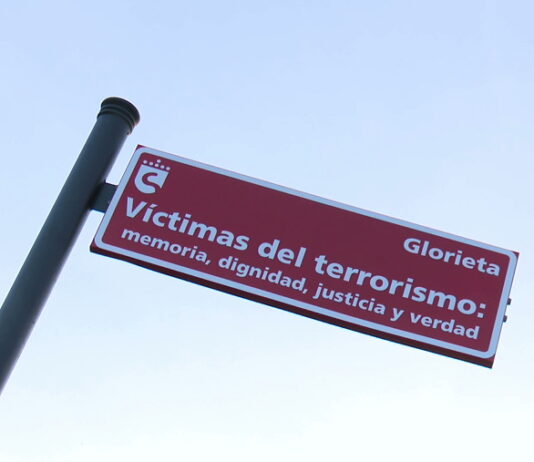 Glorieta
Víctimas del terrorismo:
memoria, dignidad, justicia y verdad